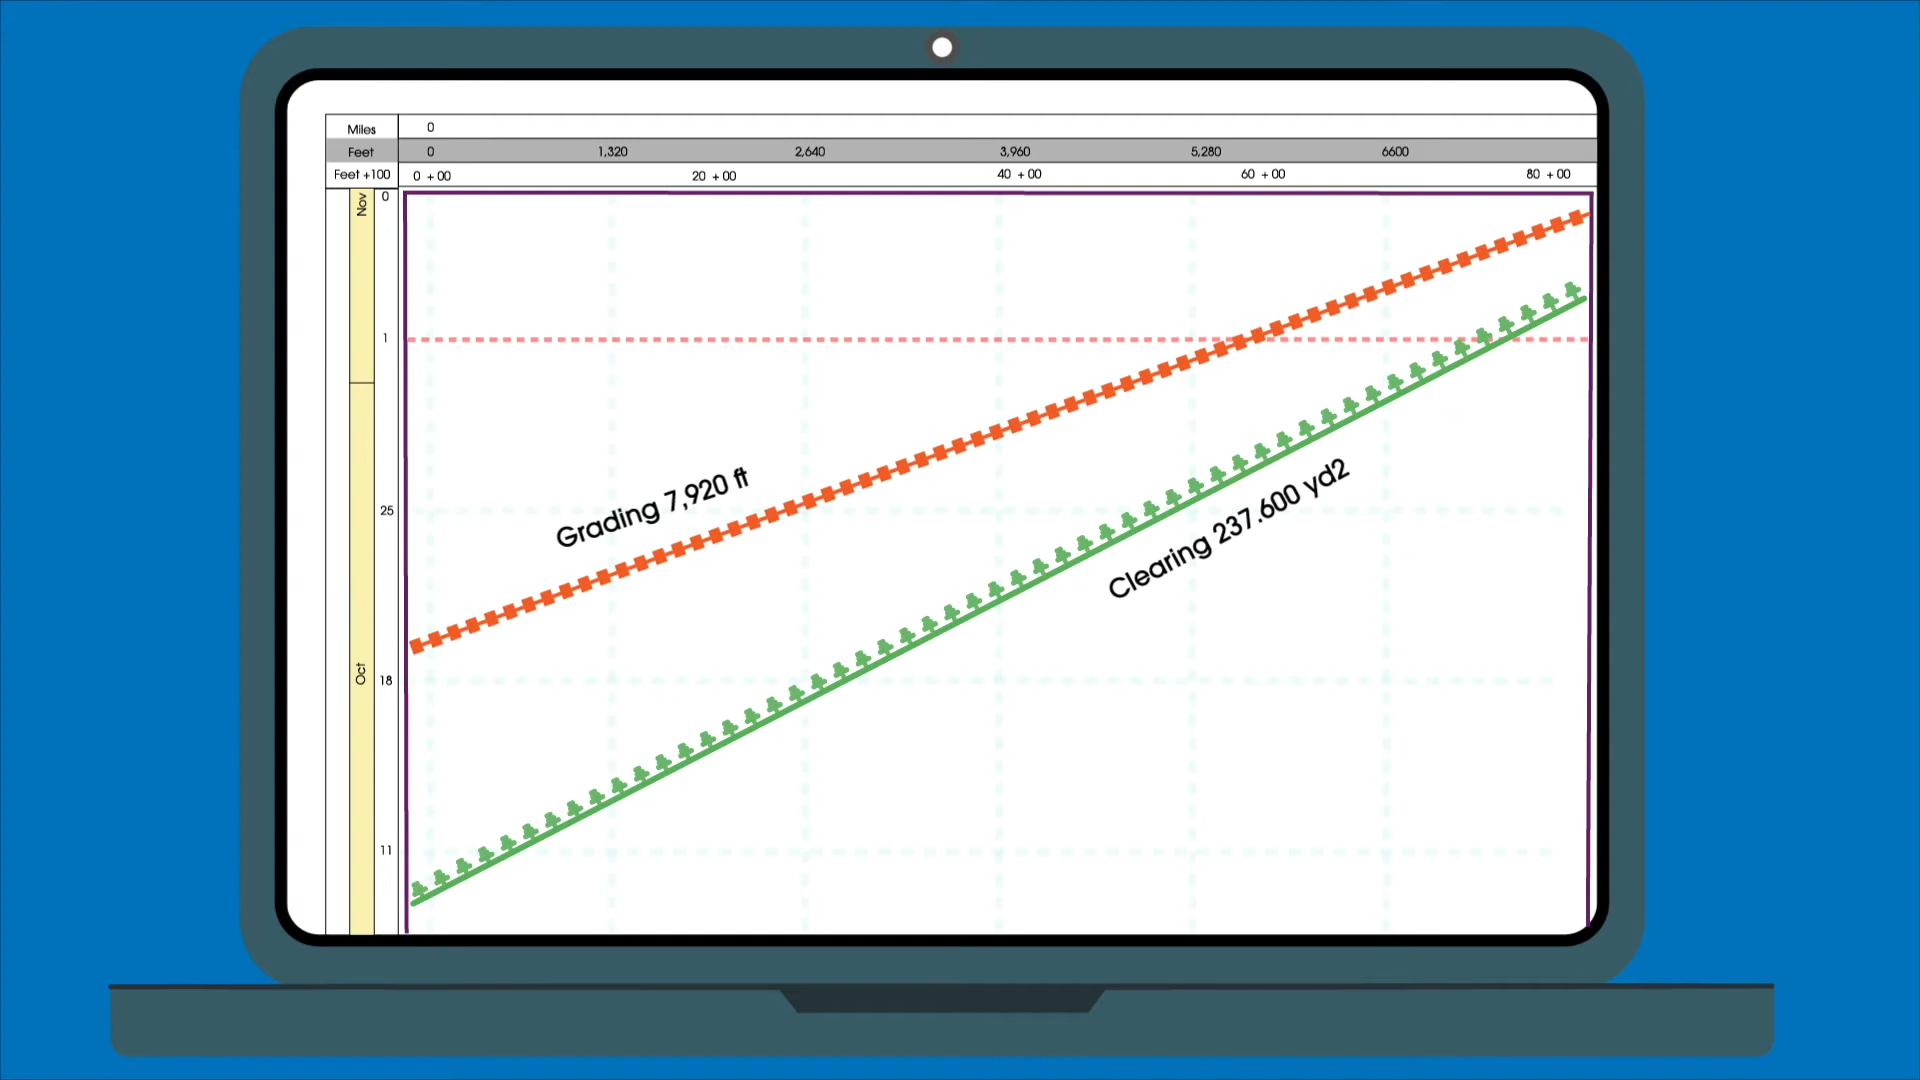 Miles 0
Feet 0 1,320 2,640 3,960 5,280 6600
Feet +100 0 +00 20 +00 40 +00 60 +00 80 +00
Nov
0
1
25
Oct
18
11
Grading 7,920 ft
Clearing 237.600 yd2